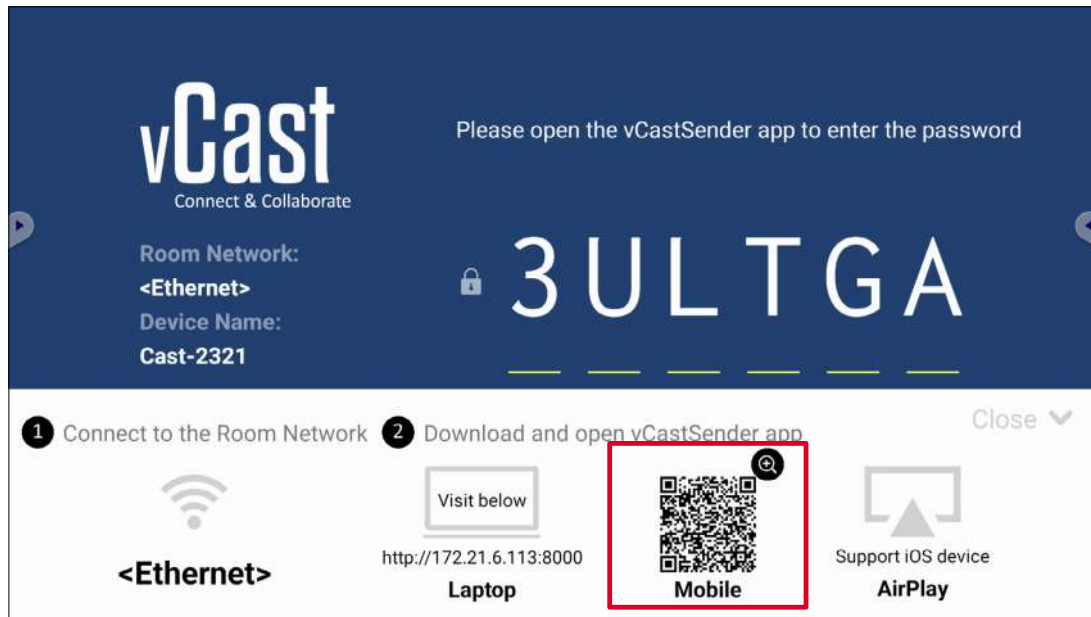 vCast
Connect & Collaborate
Please open the vCastSender app to enter the password
Room Network:
<Ethernet>
Device Name:
Cast-2321
3ULTGA
Close
1 Connect to the Room Network
2 Download and open vCastSender app
<Ethernet>
Visit below
http://172.21.6.113:8000
Laptop
Mobile
Support iOS device
AirPlay